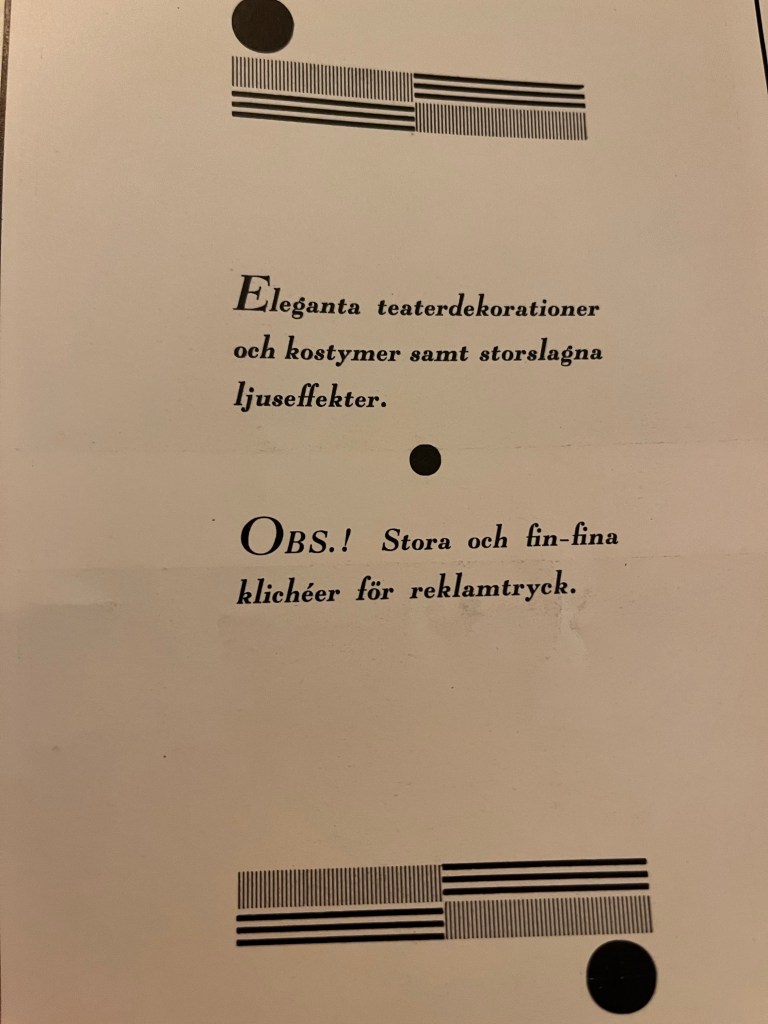 Eleganta teaterdekorationer
och kostymer samt storslagna
ljuseffekter.
OBS.! Stora och fin-fina
klichéer för reklamtryck.